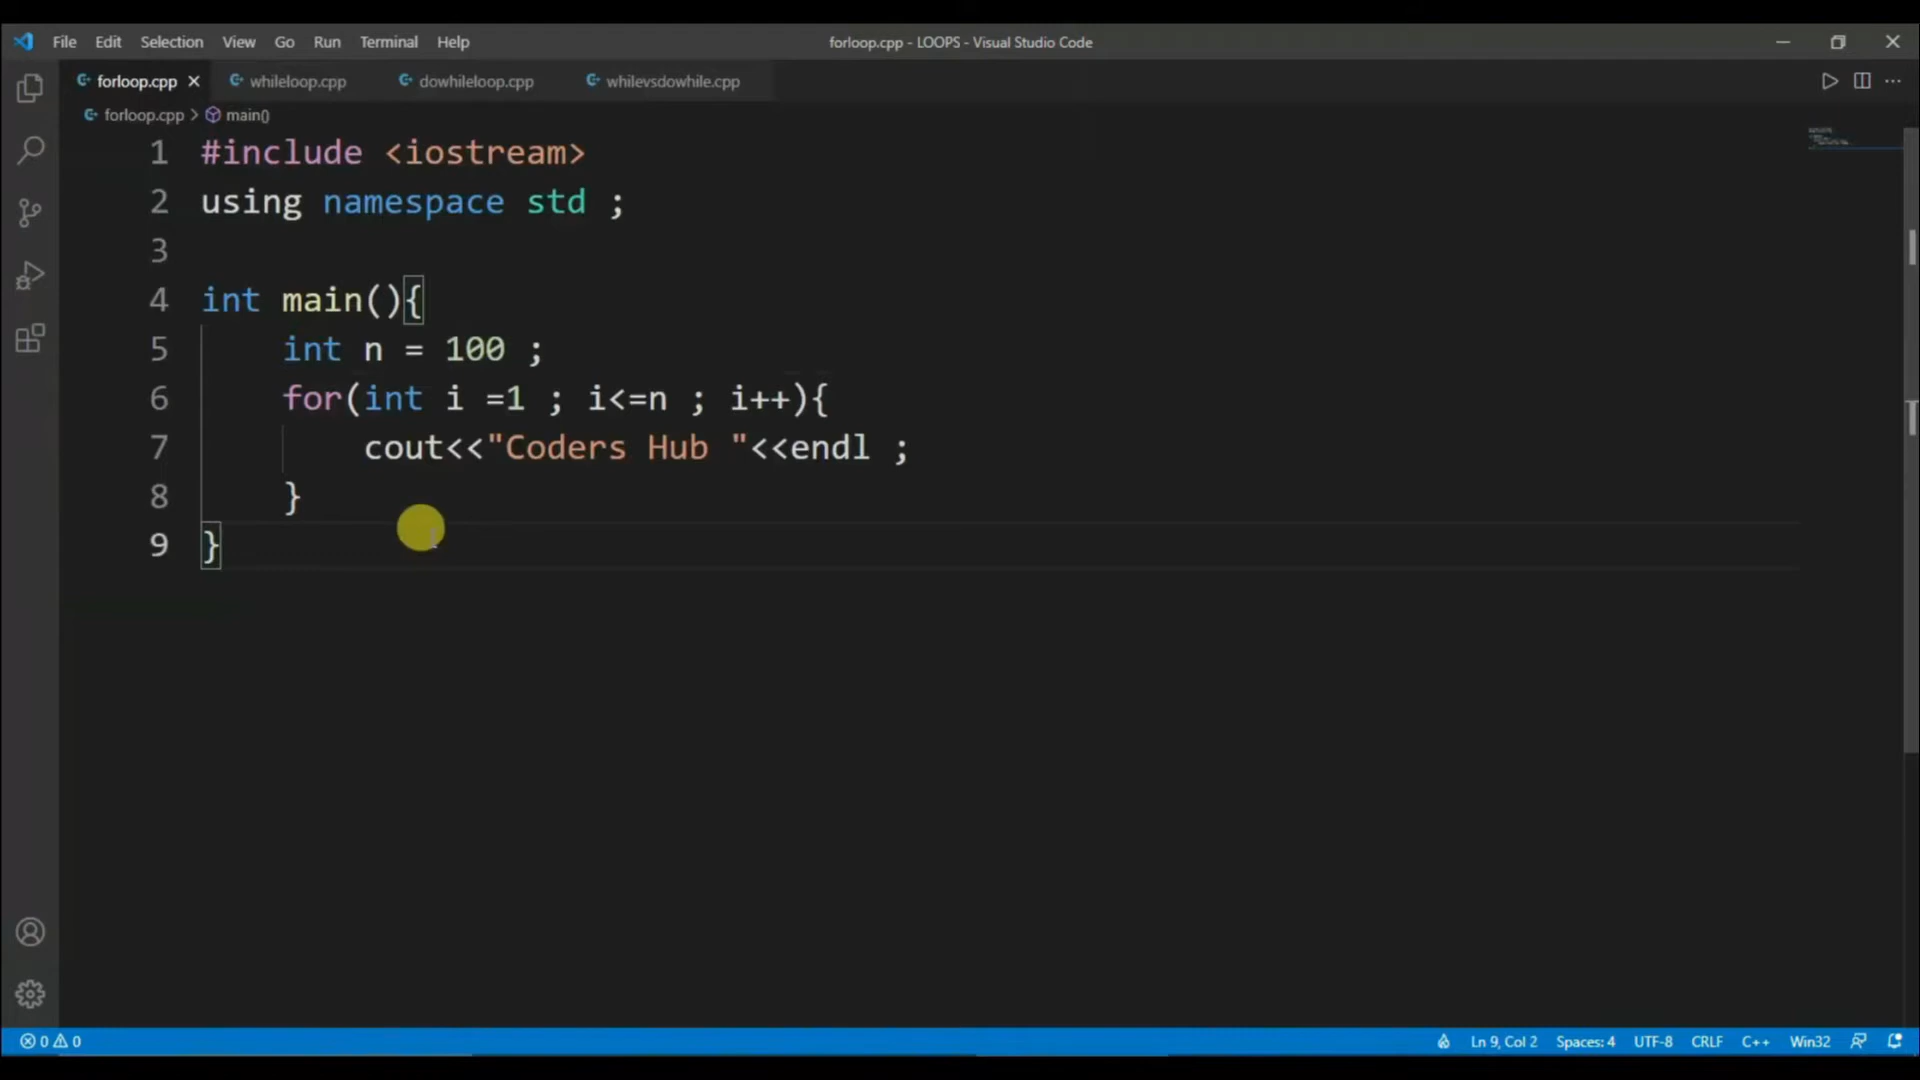 File Edit Selection View Go Run Terminal Help forloop.cpp - LOOPS - Visual Studio Code
forloop.cpp whileloop.cpp dowhileloop.cpp whilevsdowhile.cpp
forloop.cpp > main()
1 #include <iostream>
2 using namespace std ;
3
4 int main(){
5 int n = 100 ;
6 for(int i =1 ; i<=n ; i++){
7 cout<<"Coders Hub "<<endl ;
8 }
9 }
0 0 Ln 9, Col 2 Spaces: 4 UTF-8 CRLF C++ Win32